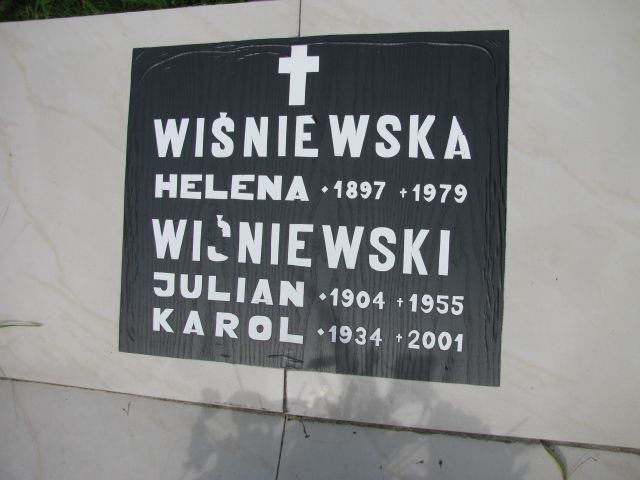 WIŚNIEWSKA
HELENA * 1897 + 1979
WIŚNIEWSKI
JULIAN * 1904 + 1955
KAROL * 1934 + 2001